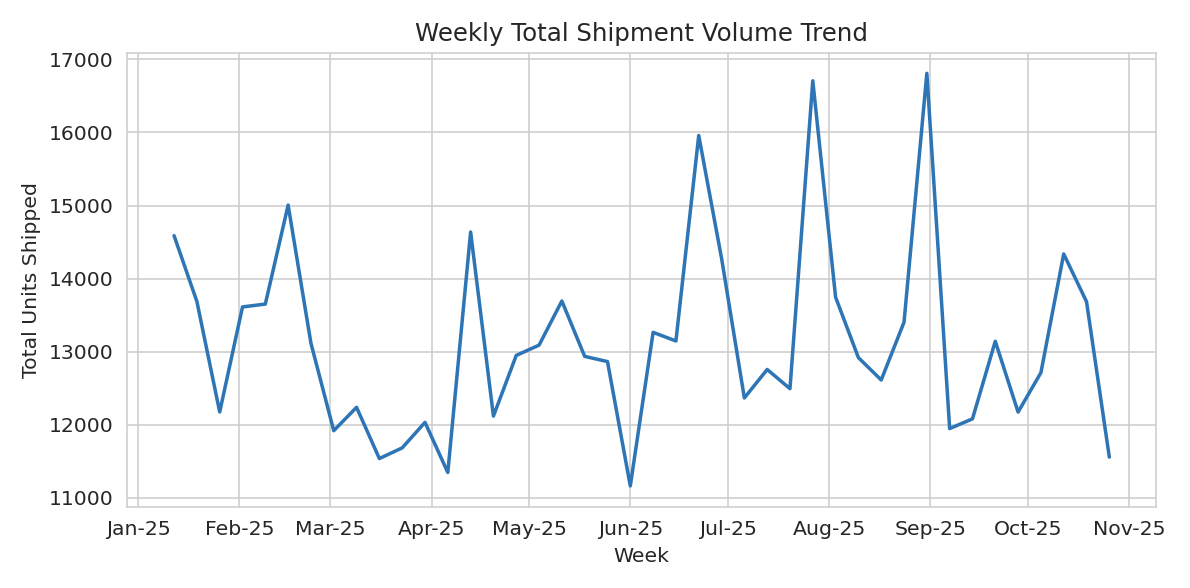 Weekly Total Shipment Volume Trend
Total Units Shipped
17000
16000
15000
14000
13000
12000
11000
Jan-25 Feb-25 Mar-25 Apr-25 May-25 Jun-25 Jul-25 Aug-25 Sep-25 Oct-25 Nov-25
Week